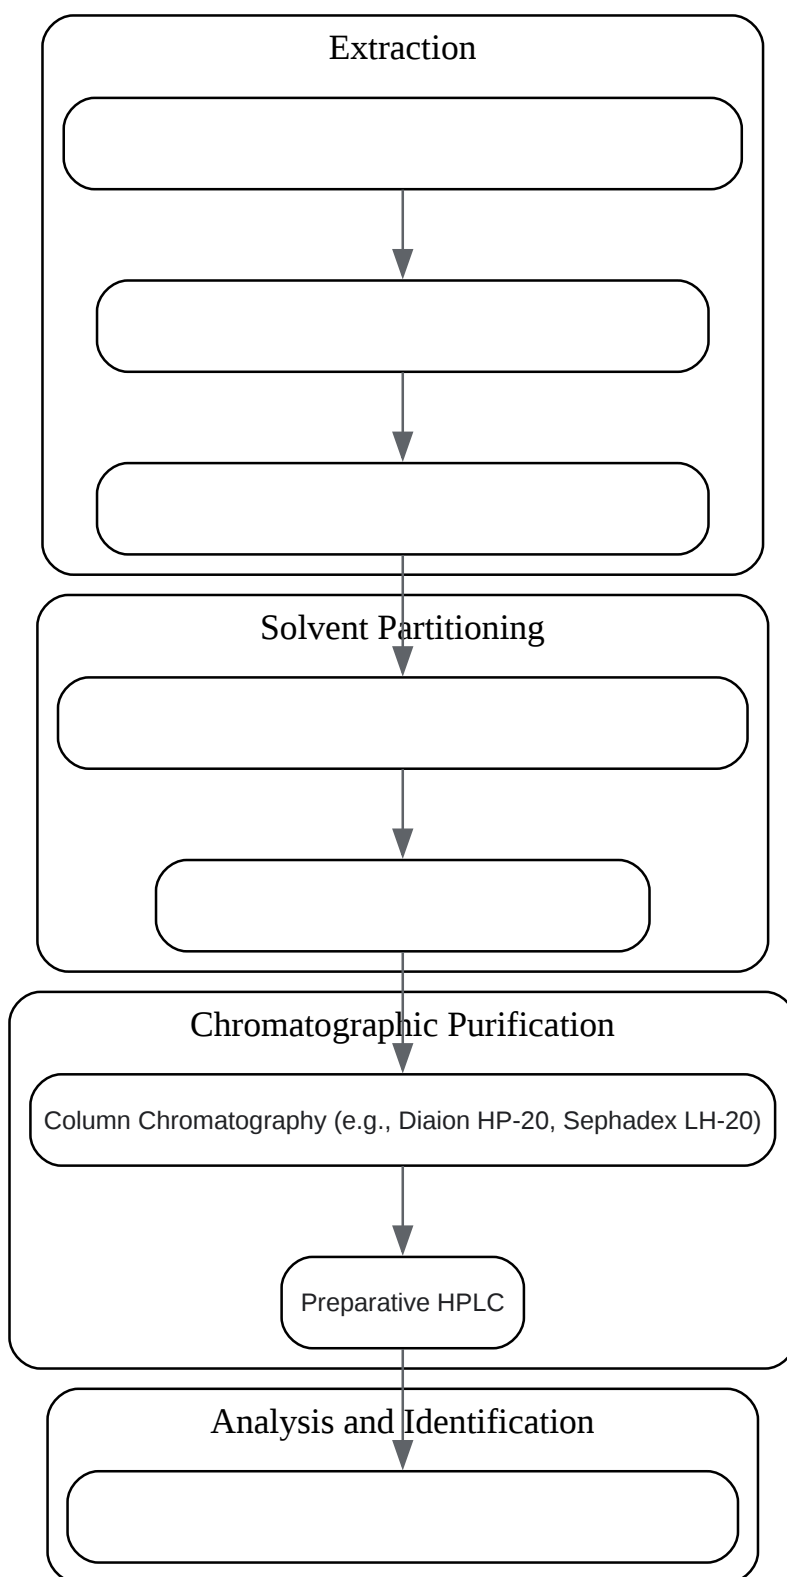 Extraction
Solvent Partitioning
Chromatographic Purification
Column Chromatography (e.g., Diaion HP-20, Sephadex LH-20)
Preparative HPLC
Analysis and Identification